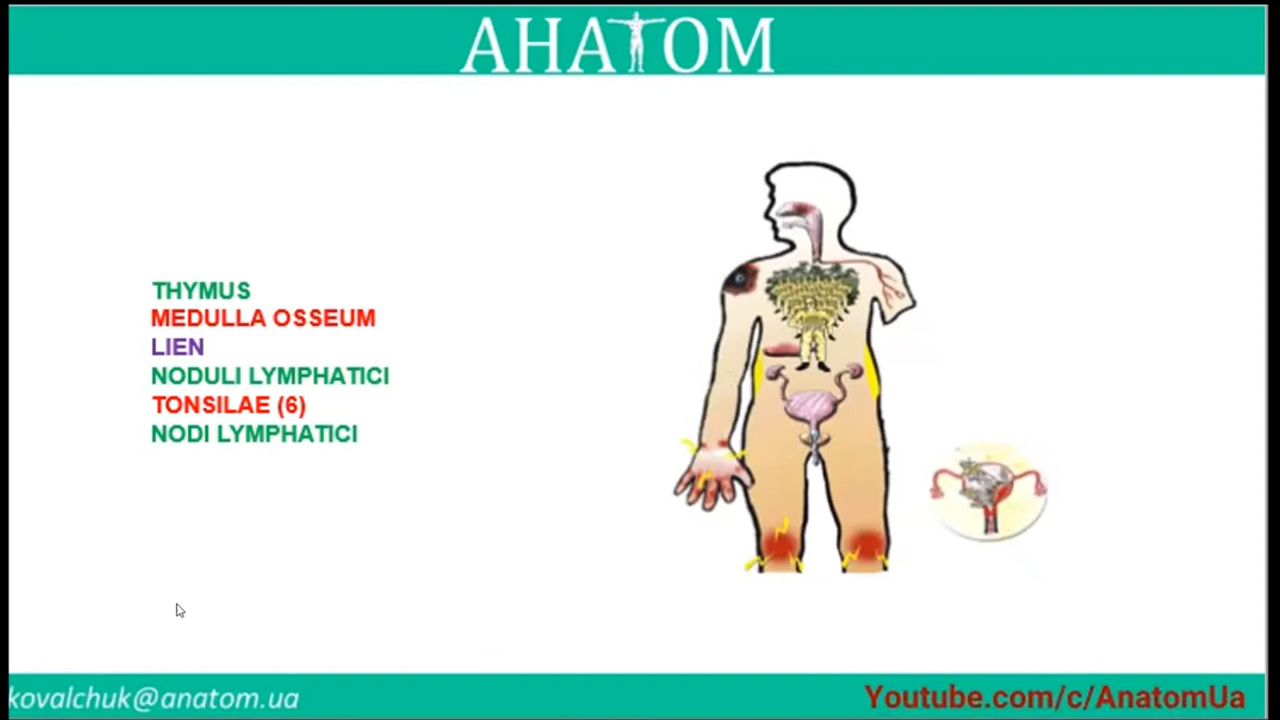 АНАТОМ
THYMUS
MEDULLA OSSEUM
LIEN
NODULI LYMPHATICI
TONSILAE (6)
NODI LYMPHATICI
kovalchuk@anatom.ua
Youtube.com/c/AnatomUa